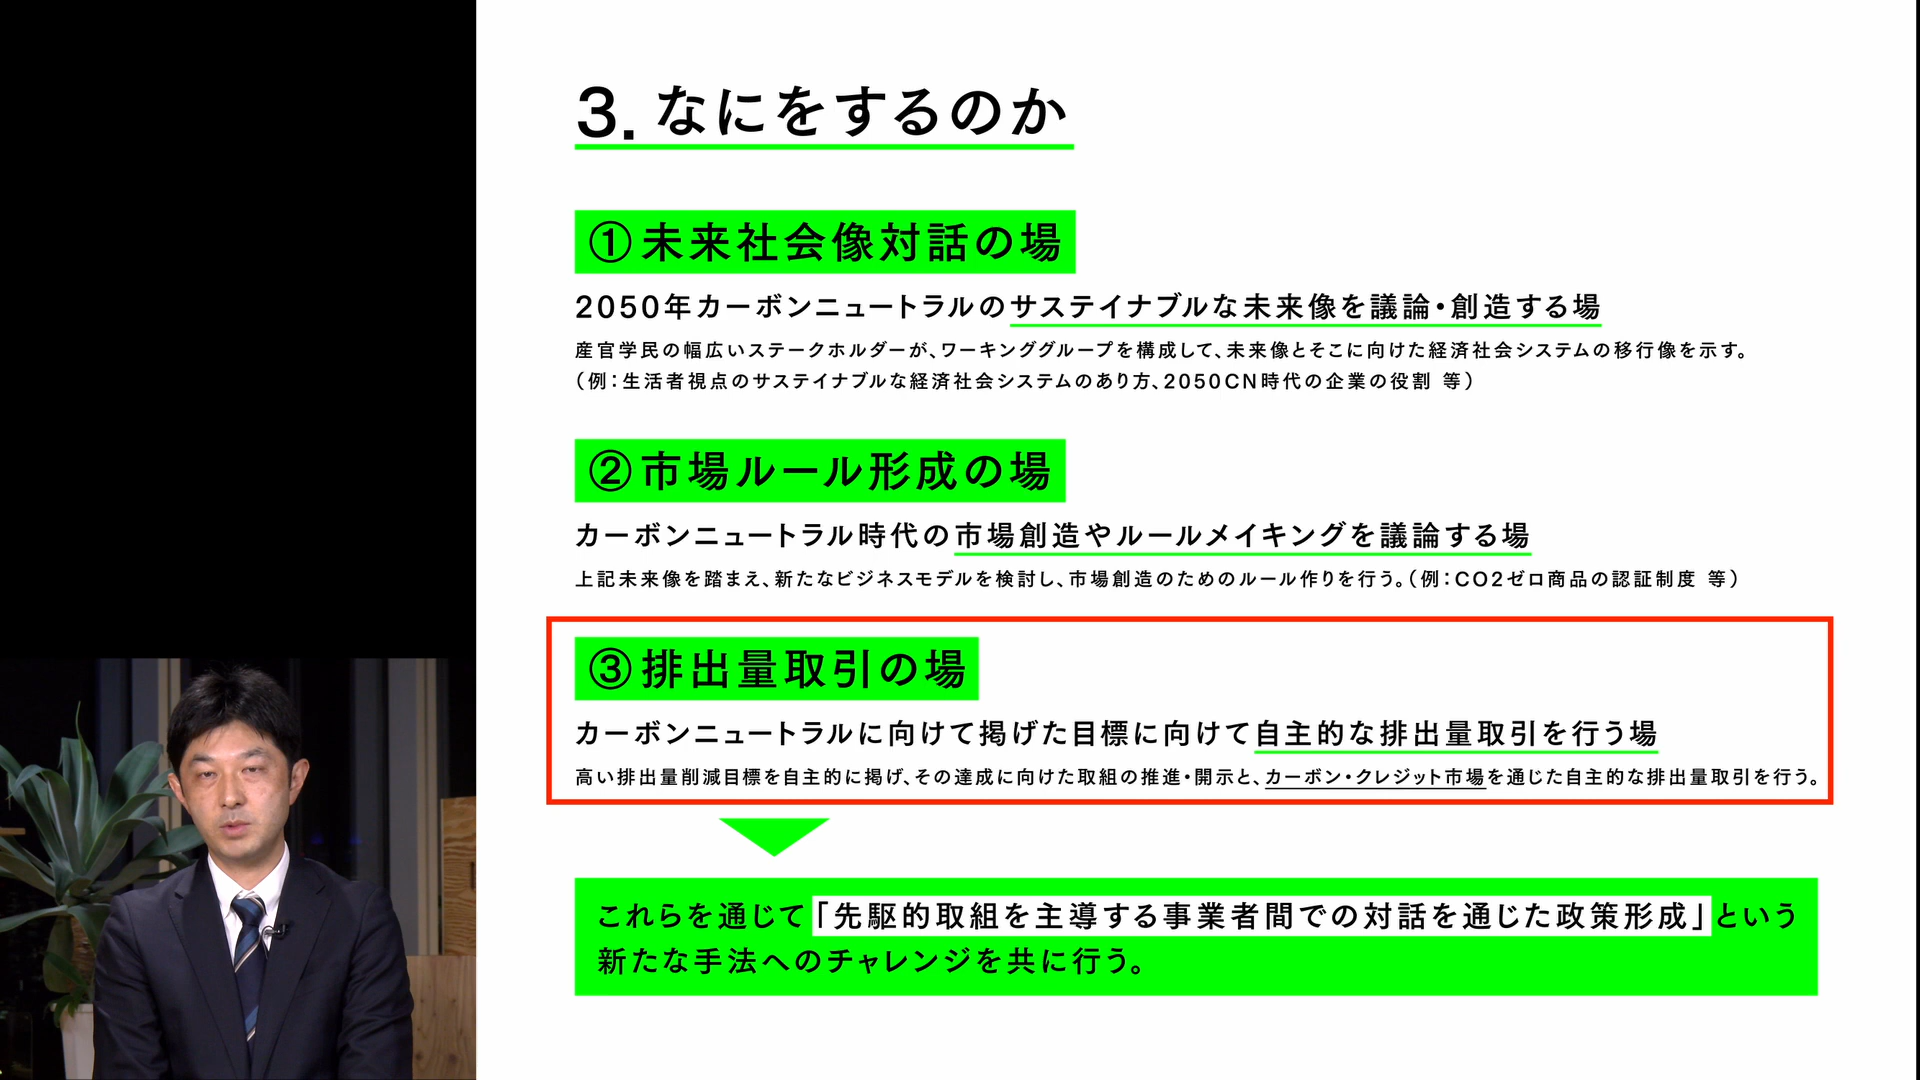 3. なにをするのか
①未来社会像対話の場
2050年カーボンニュートラルのサステイナブルな未来像を議論・創造する場
産官学民の幅広いステークホルダーが、ワーキンググループを構成して、未来像とそこに向けた経済社会システムの移行像を示す。
（例：生活者視点のサステイナブルな経済社会システムのあり方、2050CN時代の企業の役割 等）
②市場ルール形成の場
カーボンニュートラル時代の市場創造やルールメイキングを議論する場
上記未来像を踏まえ、新たなビジネスモデルを検討し、市場創造のためのルール作りを行う。（例：CO2ゼロ商品の認証制度 等）
③排出量取引の場
カーボンニュートラルに向けて掲げた目標に向けて自主的な排出量取引を行う場
高い排出量削減目標を自主的に掲げ、その達成に向けた取組の推進・開示と、カーボン・クレジット市場を通じた自主的な排出量取引を行う。
これらを通じて「先駆的取組を主導する事業者間での対話を通じた政策形成」という
新たな手法へのチャレンジを共に行う。